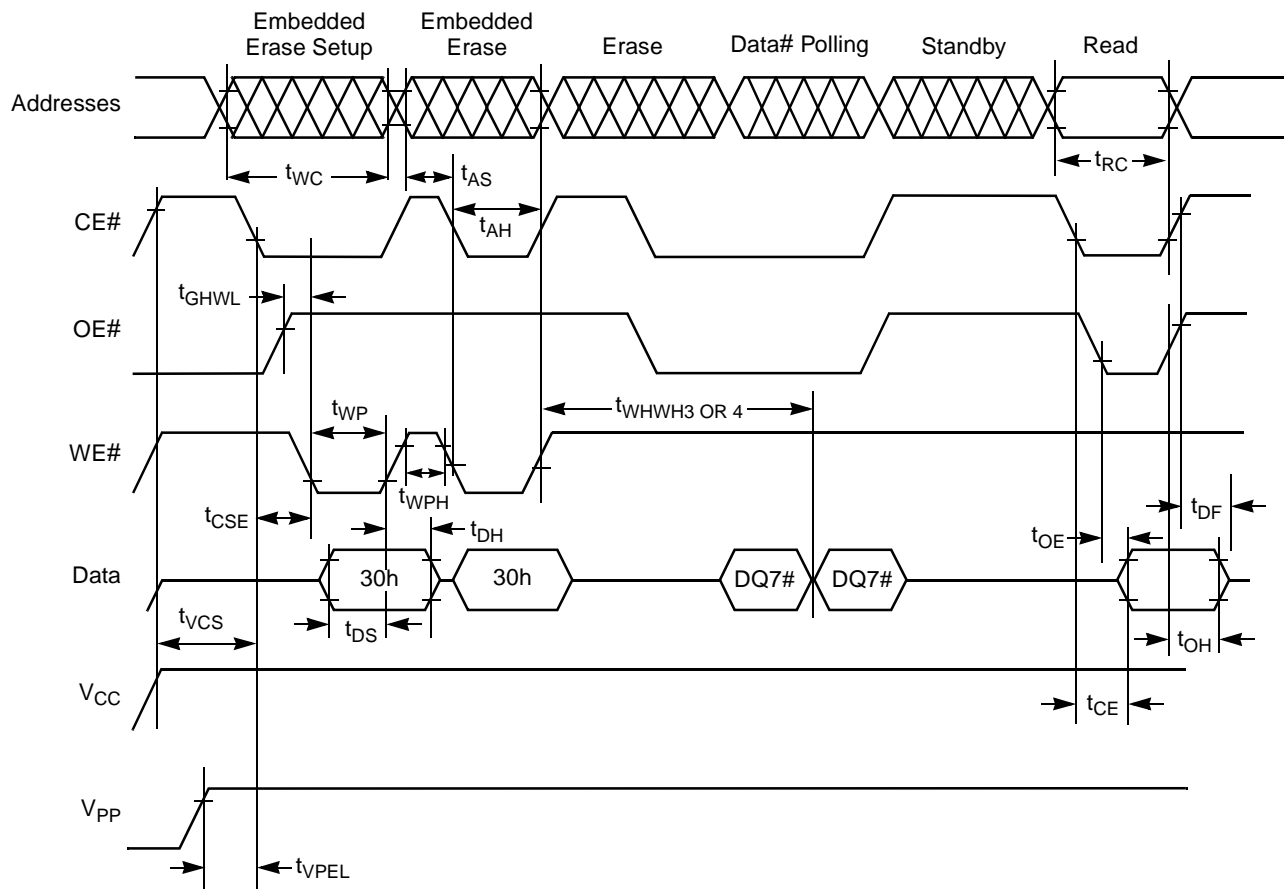 Embedded
Erase Setup
Embedded
Erase
Erase
Data# Polling
Standby
Read
Addresses
tWC
tAS
tRC
CE#
tAH
tGHWL
OE#
tWP
tWHWH3 OR 4
WE#
tWPH
tCSE
tDH
tDF
tOE
Data
30h
30h
DQ7#
DQ7#
tVCS
tDS
tOH
VCC
tCE
VPP
tVPEL